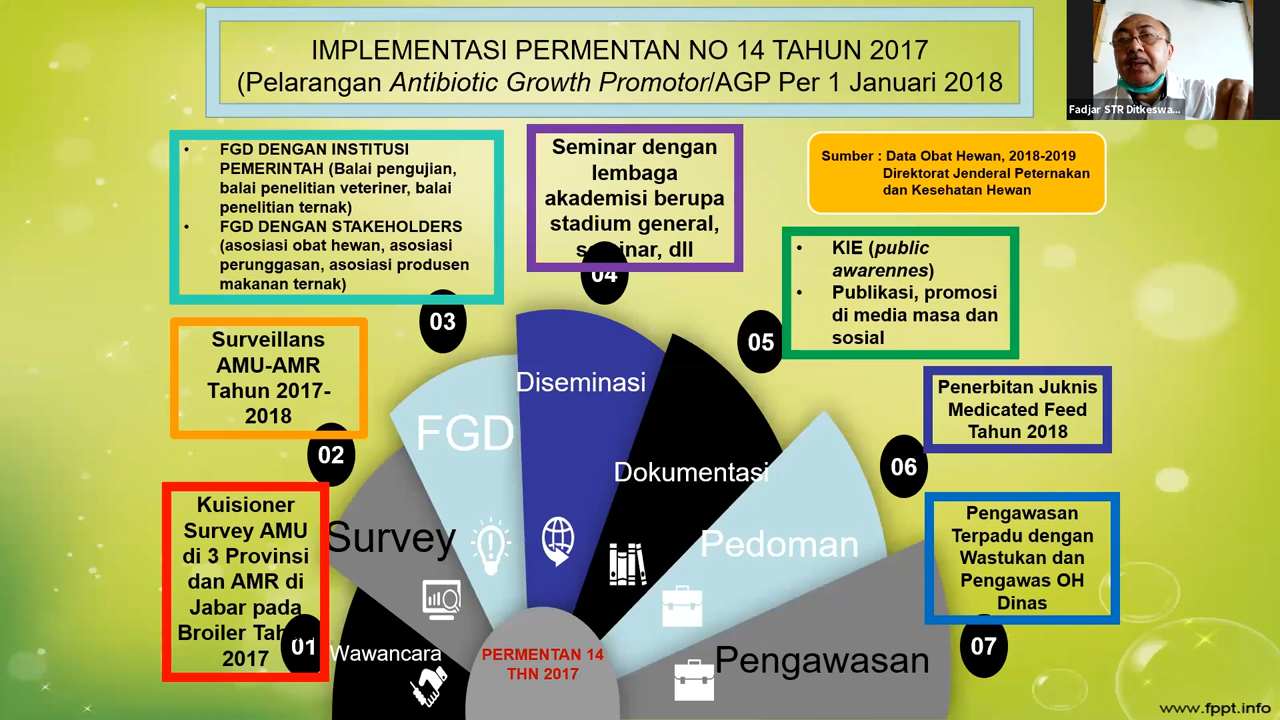 IMPLEMENTASI PERMENTAN NO 14 TAHUN 2017
(Pelarangan Antibiotic Growth Promotor/AGP Per 1 Januari 2018
Fadjar STR Ditkeswa...
• FGD DENGAN INSTITUSI
PEMERINTAH (Balai pengujian,
balai penelitian veteriner, balai
penelitian ternak)
• FGD DENGAN STAKEHOLDERS
(asosiasi obat hewan, asosiasi
perunggasan, asosiasi produsen
makanan ternak)
03
Seminar dengan
lembaga
akademisi berupa
stadium general,
dll
04
Sumber : Data Obat Hewan, 2018-2019
Direktorat Jenderal Peternakan
dan Kesehatan Hewan
• KIE (public
awarennes)
• Publikasi, promosi
di media masa dan
sosial
05
Surveillans
AMU-AMR
Tahun 2017-
2018
02
Penerbitan Juknis
Medicated Feed
Tahun 2018
06
Kuisioner
Survey AMU
di 3 Provinsi
dan AMR di
Jabar pada
Broiler
2017
01
Pengawasan
Terpadu dengan
Wastukan dan
Pengawas OH
Dinas
07
Wawancara
Survey
FGD
Diseminasi
Dokumentasi
Pedoman
Pengawasan
PERMENTAN 14
THN 2017
www.fppt.info